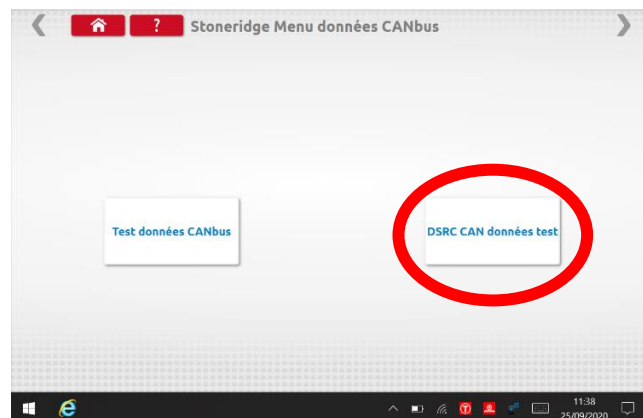 ? Stoneridge Menu données CANbus
Test données CANbus
DSRC CAN données test
11:38
25/09/2020